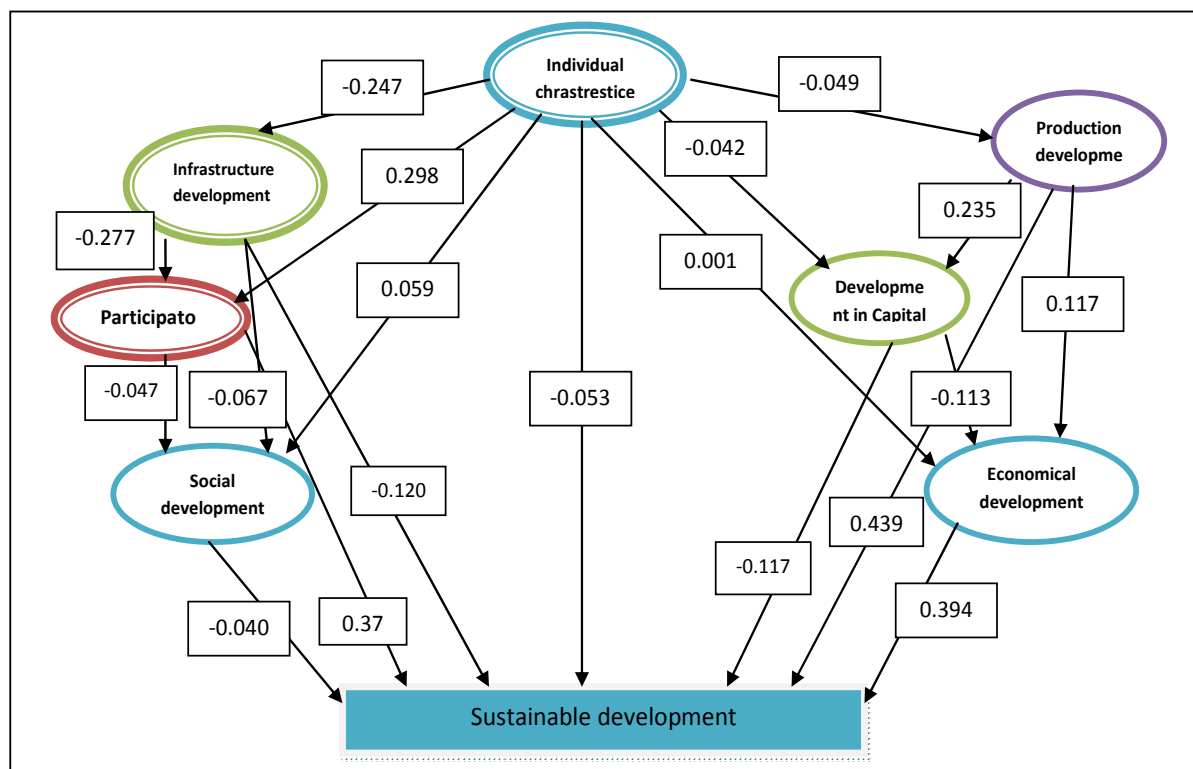 Individual
chrastrestice
-0.247
-0.049
Production
developme
-0.042
Infrastructure
development
0.298
0.235
-0.277
0.001
0.059
Developme
nt in Capital
0.117
Participato
-0.047
-0.067
-0.053
-0.113
Social
development
Economical
development
-0.120
0.439
-0.117
0.394
-0.040
0.37
Sustainable development